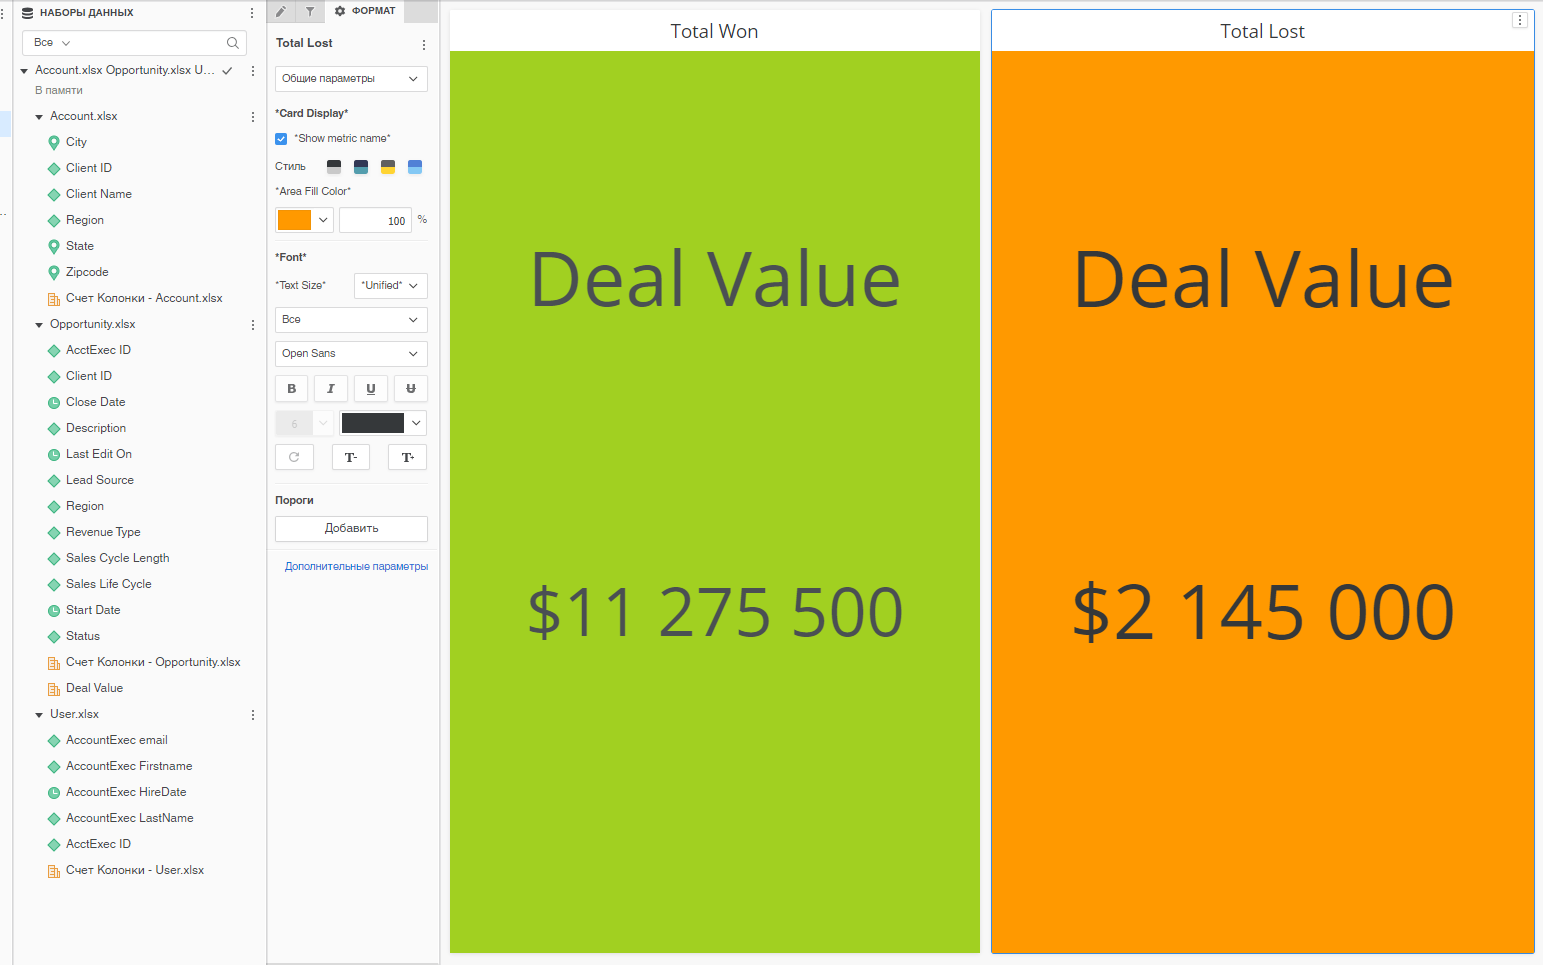 НАБОРЫ ДАННЫХ
Все
Account.xlsx Opportunity.xlsx U...
В памяти
Account.xlsx
City
Client ID
Client Name
Region
State
Zipcode
Счет Колонки - Account.xlsx
Opportunity.xlsx
AcctExec ID
Client ID
Close Date
Description
Last Edit On
Lead Source
Region
Revenue Type
Sales Cycle Length
Sales Life Cycle
Start Date
Status
Счет Колонки - Opportunity.xlsx
Deal Value
User.xlsx
AccountExec email
AccountExec Firstname
AccountExec HireDate
AccountExec LastName
AcctExec ID
Счет Колонки - User.xlsx
ФОРМАТ
Total Lost
Общие параметры
*Card Display*
*Show metric name*
Стиль
*Area Fill Color*
100 %
*Font*
*Text Size* *Unified*
Все
Open Sans
B I U U
6
T- T+
Пороги
Добавить
Дополнительные параметры
Total Won
Deal Value
$11 275 500
Total Lost
Deal Value
$2 145 000